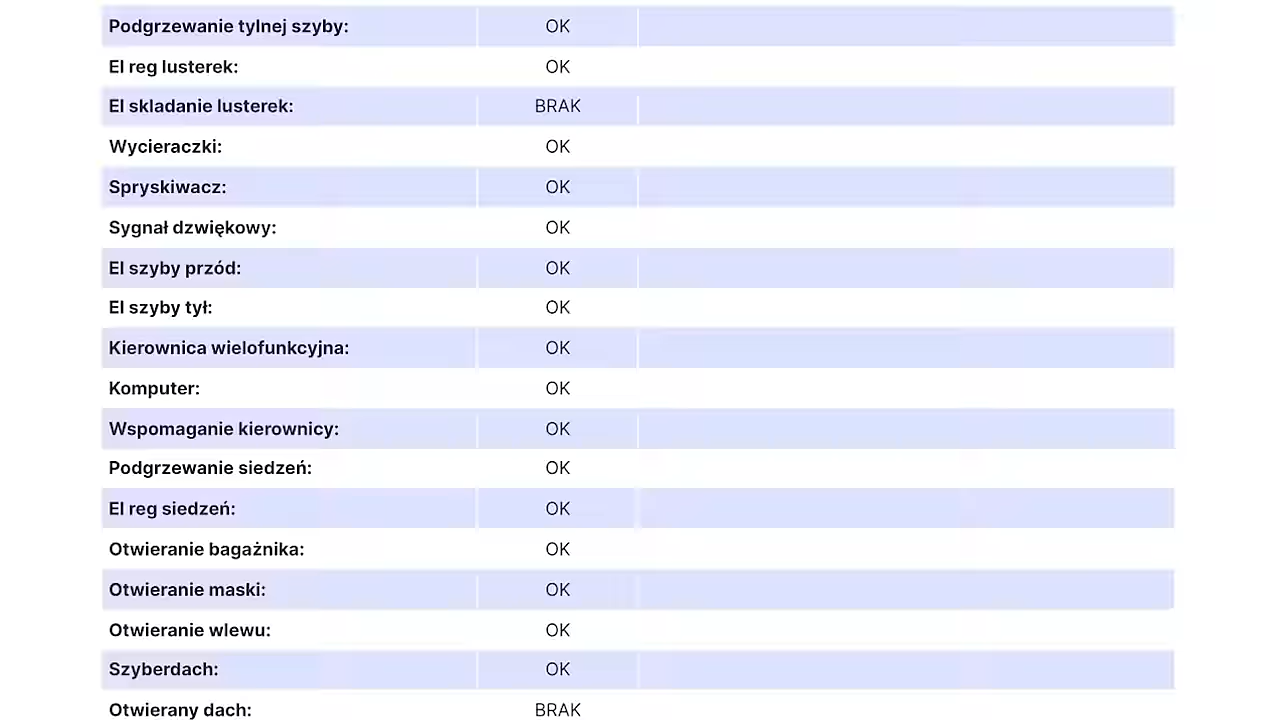 Podgrzewanie tylnej szyby: OK
El reg lusterek: OK
El skladanie lusterek: BRAK
Wycieraczki: OK
Spryskiwacz: OK
Sygnał dzwiękowy: OK
El szyby przód: OK
El szyby tył: OK
Kierownica wielofunkcyjna: OK
Komputer: OK
Wspomaganie kierownicy: OK
Podgrzewanie siedzeń: OK
El reg siedzeń: OK
Otwieranie bagażnika: OK
Otwieranie maski: OK
Otwieranie wlewu: OK
Szyberdach: OK
Otwierany dach: BRAK